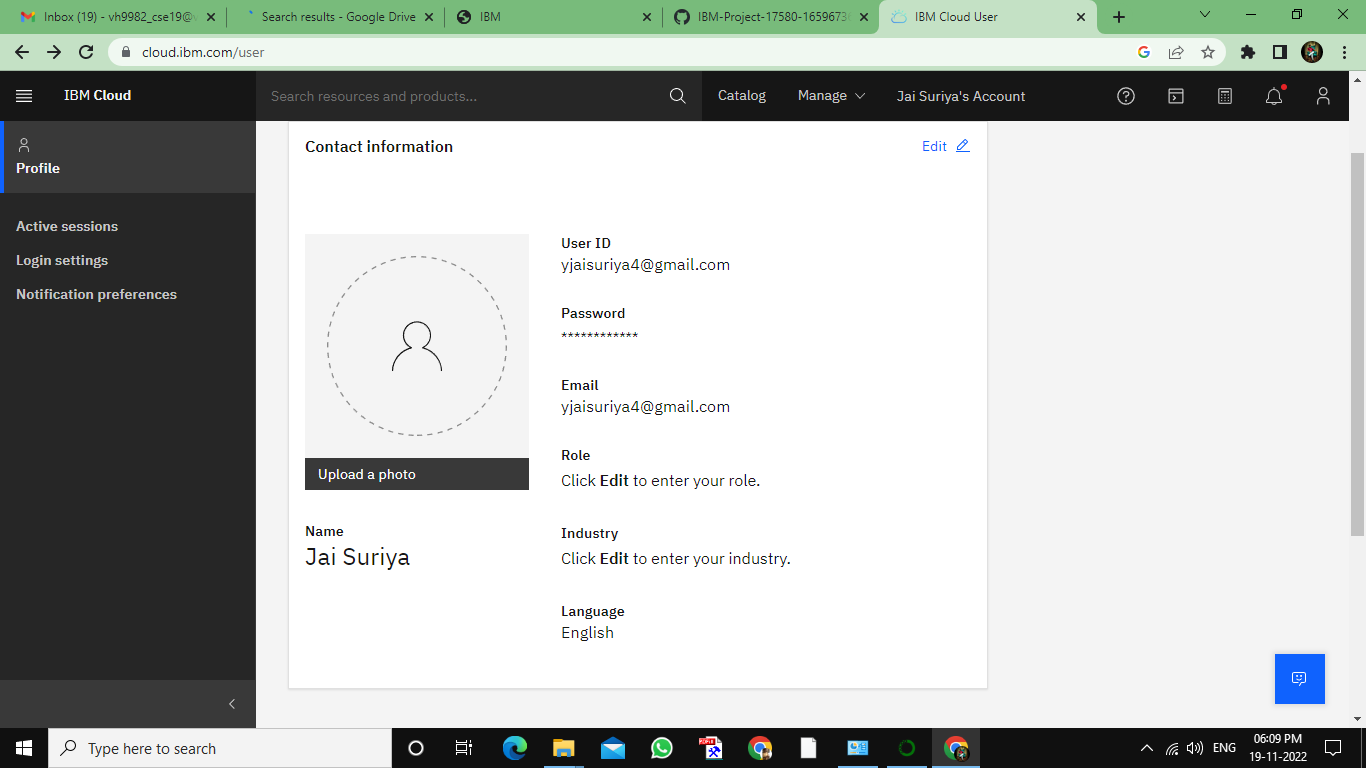 Inbox (19) - vh9982_cse19@
Search results - Google Drive
IBM
IBM-Project-17580-1659673
IBM Cloud User
cloud.ibm.com/user
IBM Cloud
Search resources and products...
Catalog
Manage
Jai Suriya's Account
Profile
Active sessions
Login settings
Notification preferences
Contact information
Edit
Upload a photo
Name
Jai Suriya
User ID
yjaisuriya4@gmail.com
Password
************
Email
yjaisuriya4@gmail.com
Role
Click Edit to enter your role.
Industry
Click Edit to enter your industry.
Language
English
Type here to search
ENG
06:09 PM
19-11-2022